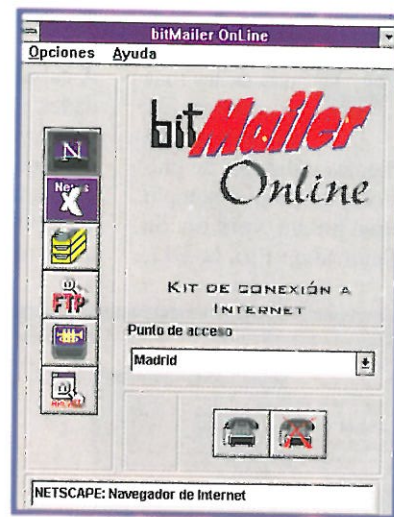 bitMailer OnLine
Opciones Ayuda
bitMailer
Online
N
News
X
FTP
KIT DE CONEXIÓN A
INTERNET
Punto de acceso
Madrid
NETSCAPE: Navegador de Internet